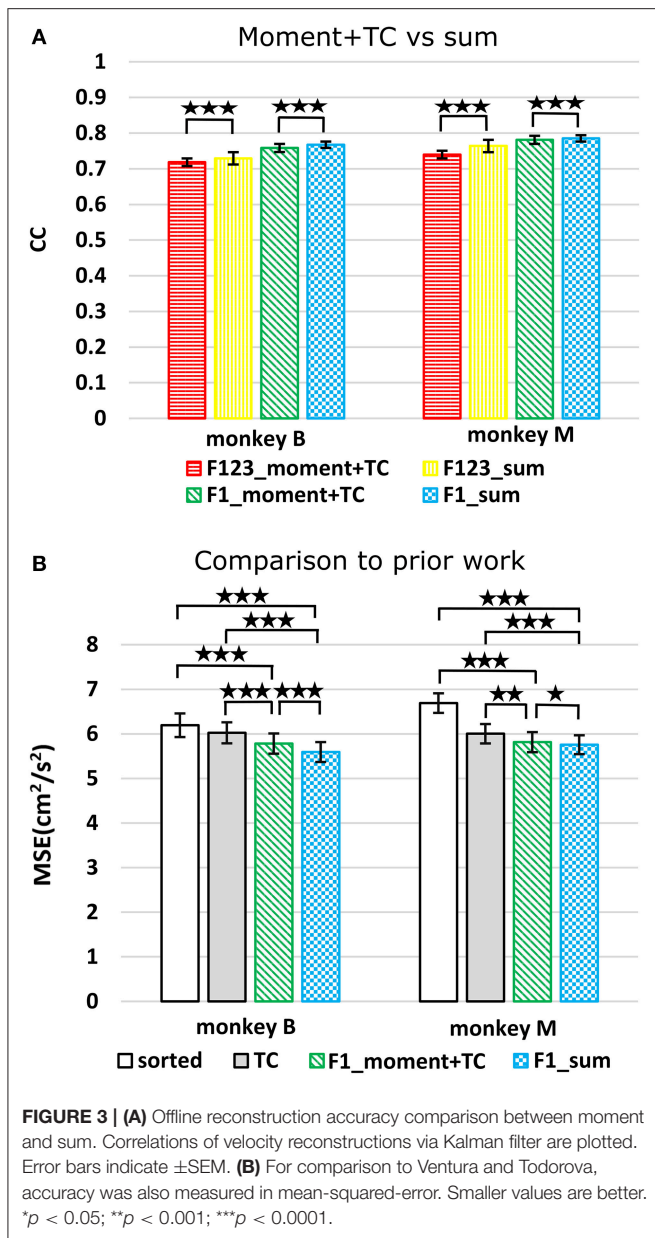 A Moment+TC vs sum
1
0.9
★★★ ★★★ ★★★ ★★★
0.8
0.7
0.6
0.5
CC
0.4
0.3
0.2
0.1
0
monkey B monkey M
F123_moment+TC F123_sum
F1_moment+TC F1_sum
B Comparison to prior work
★★★ ★★★
8
★★★ ★★★
7
★★★ ★★★
★★★ ★★★ ★★ ★
6
5
MSE(cm²/s²)
4
3
2
1
0
monkey B monkey M
sorted TC F1_moment+TC F1_sum
FIGURE 3 | (A) Offline reconstruction accuracy comparison between moment
and sum. Correlations of velocity reconstructions via Kalman filter are plotted.
Error bars indicate ±SEM. (B) For comparison to Ventura and Todorova,
accuracy was also measured in mean-squared-error. Smaller values are better.
*p < 0.05; **p < 0.001; ***p < 0.0001.